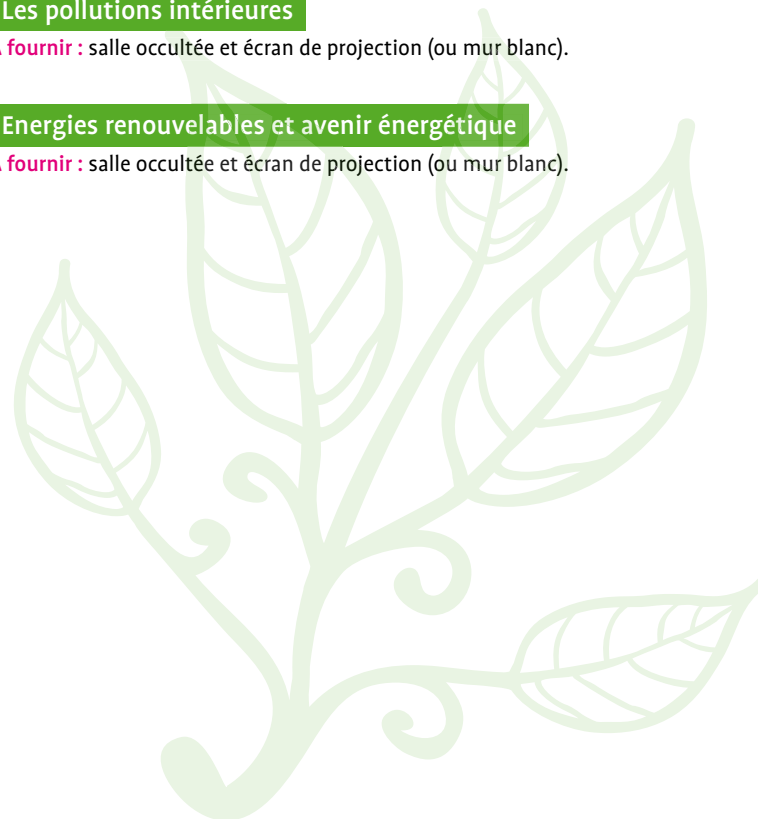 Les pollutions intérieures
À fournir : salle occultée et écran de projection (ou mur blanc).
Energies renouvelables et avenir énergétique
À fournir : salle occultée et écran de projection (ou mur blanc).